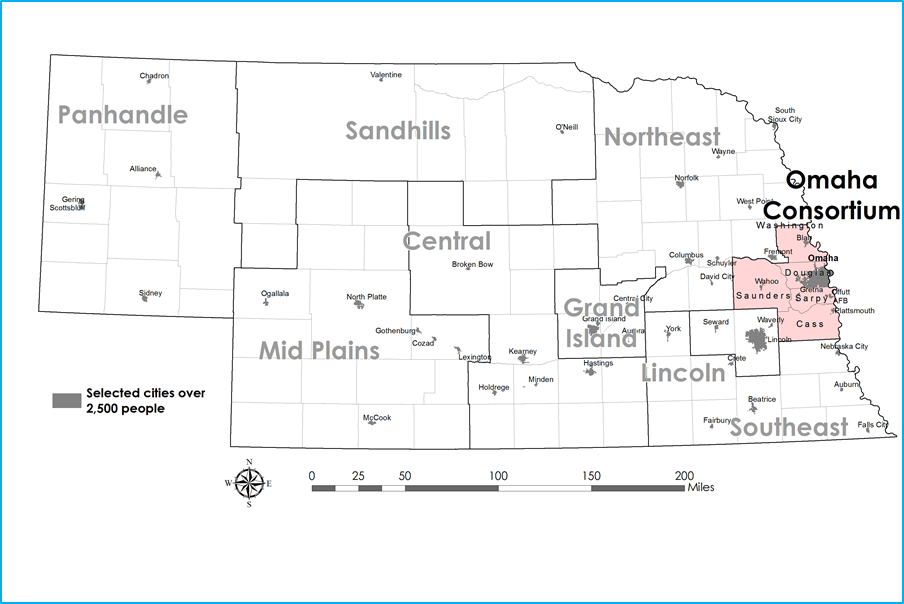 Chadron
Valentine
Panhandle
Sandhills
O'Neill
South
Sioux City
Northeast
Wayne
Alliance
Norfolk
Omaha
Consortium
Gering
Scottsbluff
West Point
Washington
Blair
Central
Broken Bow
Columbus
Schuyler
Fremont
Omaha
Douglas
David City
Wahoo
Gretna
Offutt
AFB
Saunders
Sarpy
Sidney
Ogallala
North Platte
Central City
Grand
Island
Grand Island
Aurora
Plattsmouth
Cass
Gothenburg
Cozad
York
Seward
Waverly
Lincoln
Mid Plains
Lexington
Kearney
Hastings
Crete
Nebraska City
Lincoln
Holdrege
Minden
Auburn
Beatrice
McCook
Fairbury
Southeast
Falls City
Selected cities over
2,500 people
N
W E
S
0 25 50 100 150 200
Miles